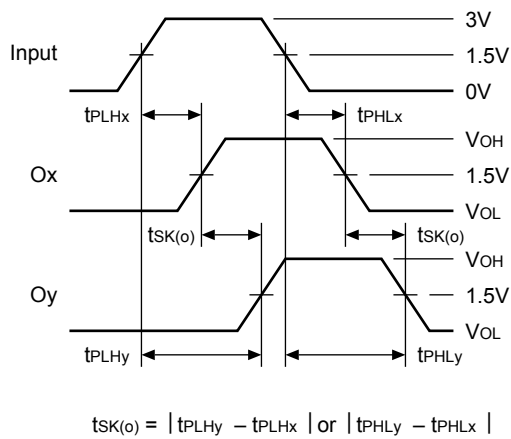 3V
Input
1.5V
0V
tPLHx
tPHLx
VOH
Ox
1.5V
VOL
tSK(o)
tSK(o)
VOH
Oy
1.5V
VOL
tPLHy
tPHLy
tSK(o) = | tPLHy – tPLHx | or | tPHLy – tPHLx |